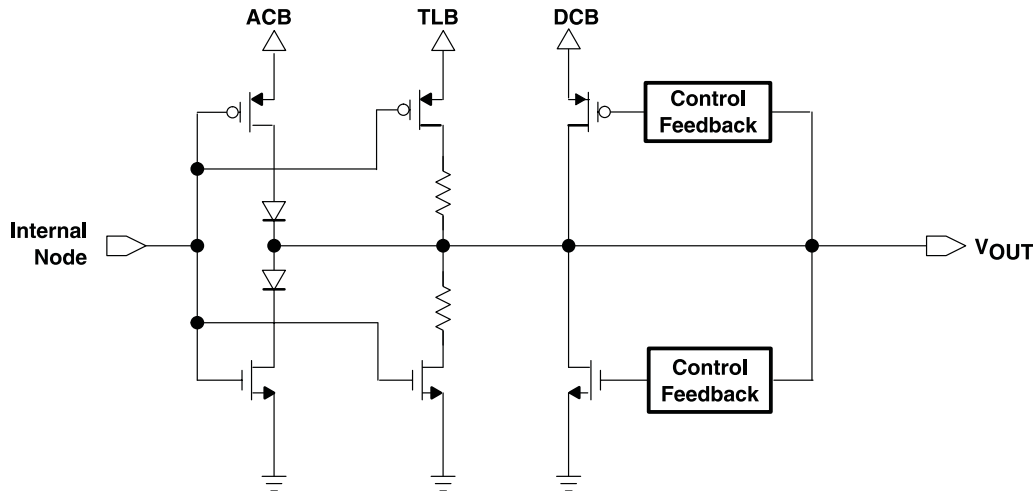 ACB
TLB
DCB
Control
Feedback
Internal
Node
VOUT
Control
Feedback